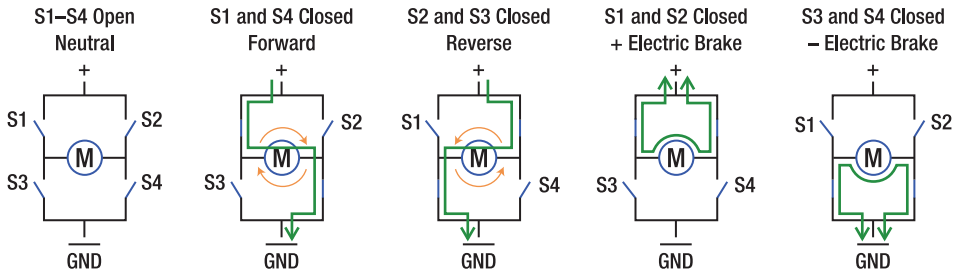 S1–S4 Open
Neutral
+
S1
S2
M
S3
S4
GND
S1 and S4 Closed
Forward
+
S2
M
S3
GND
S2 and S3 Closed
Reverse
+
S1
M
S4
GND
S1 and S2 Closed
+ Electric Brake
+
M
S3
S4
GND
S3 and S4 Closed
– Electric Brake
+
S1
S2
M
GND